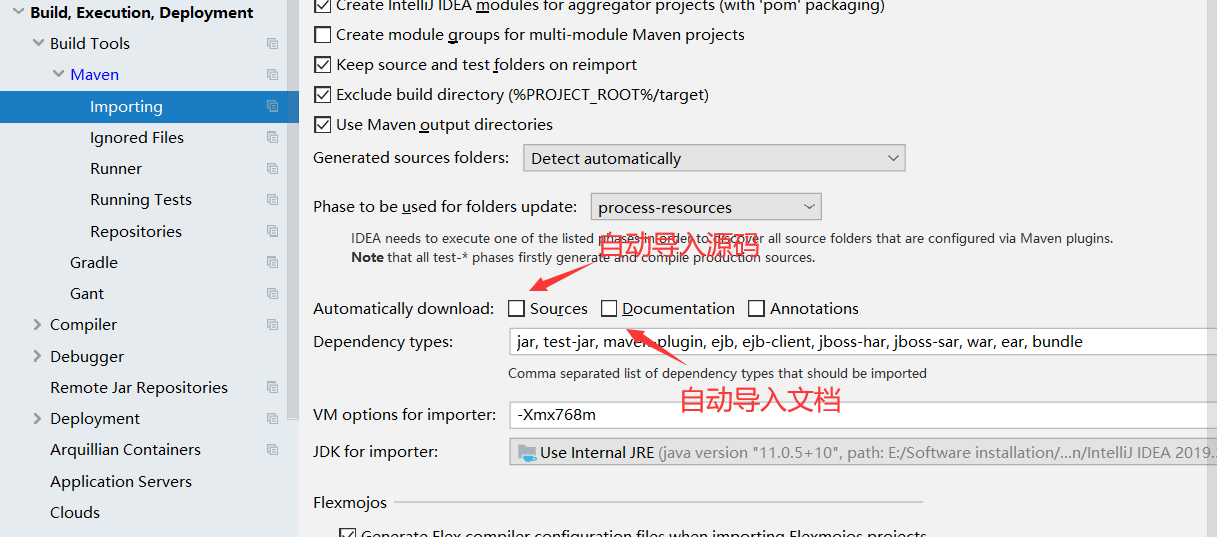 Build, Execution, Deployment
Build Tools
Maven
Importing
Ignored Files
Runner
Running Tests
Repositories
Gradle
Gant
Compiler
Debugger
Remote Jar Repositories
Deployment
Arquillian Containers
Application Servers
Clouds
Create IntelliJ IDEA modules for aggregator projects (with 'pom' packaging)
Create module groups for multi-module Maven projects
Keep source and test folders on reimport
Exclude build directory (%PROJECT_ROOT%/target)
Use Maven output directories
Generated sources folders: Detect automatically
Phase to be used for folders update: process-resources
IDEA needs to execute one of the listed phases in order to discover all source folders that are configured via Maven plugins.
自动导入源码
Note that all test-* phases firstly generate and compile production sources.
Automatically download: Sources Documentation Annotations
Dependency types: jar, test-jar, maven-plugin, ejb, ejb-client, jboss-har, jboss-sar, war, ear, bundle
Comma separated list of dependency types that should be imported
自动导入文档
VM options for importer: -Xmx768m
JDK for importer: Use Internal JRE (java version "11.0.5+10", path: E:/Software installation/...n/IntelliJ IDEA 2019.
Flexmojos
Generate Flex compiler configuration files when importing Flexmojos projects